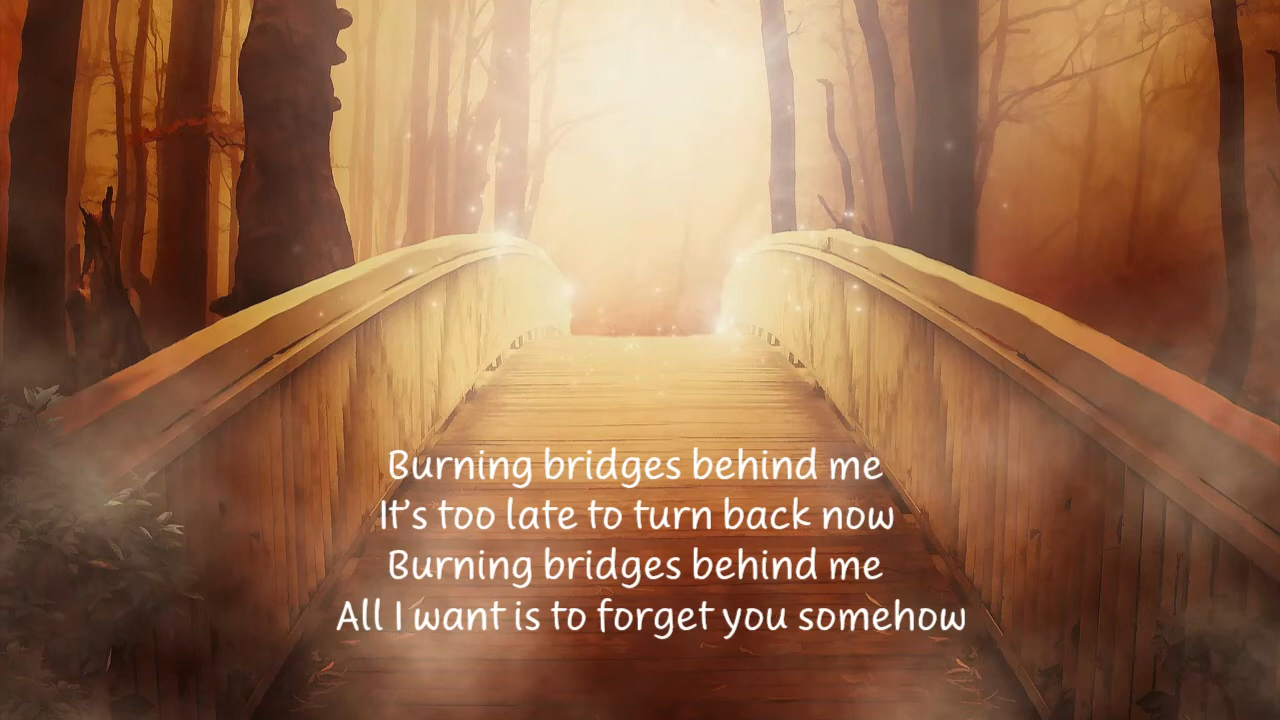 Burning bridges behind me
It's too late to turn back now
Burning bridges behind me
All I want is to forget you somehow